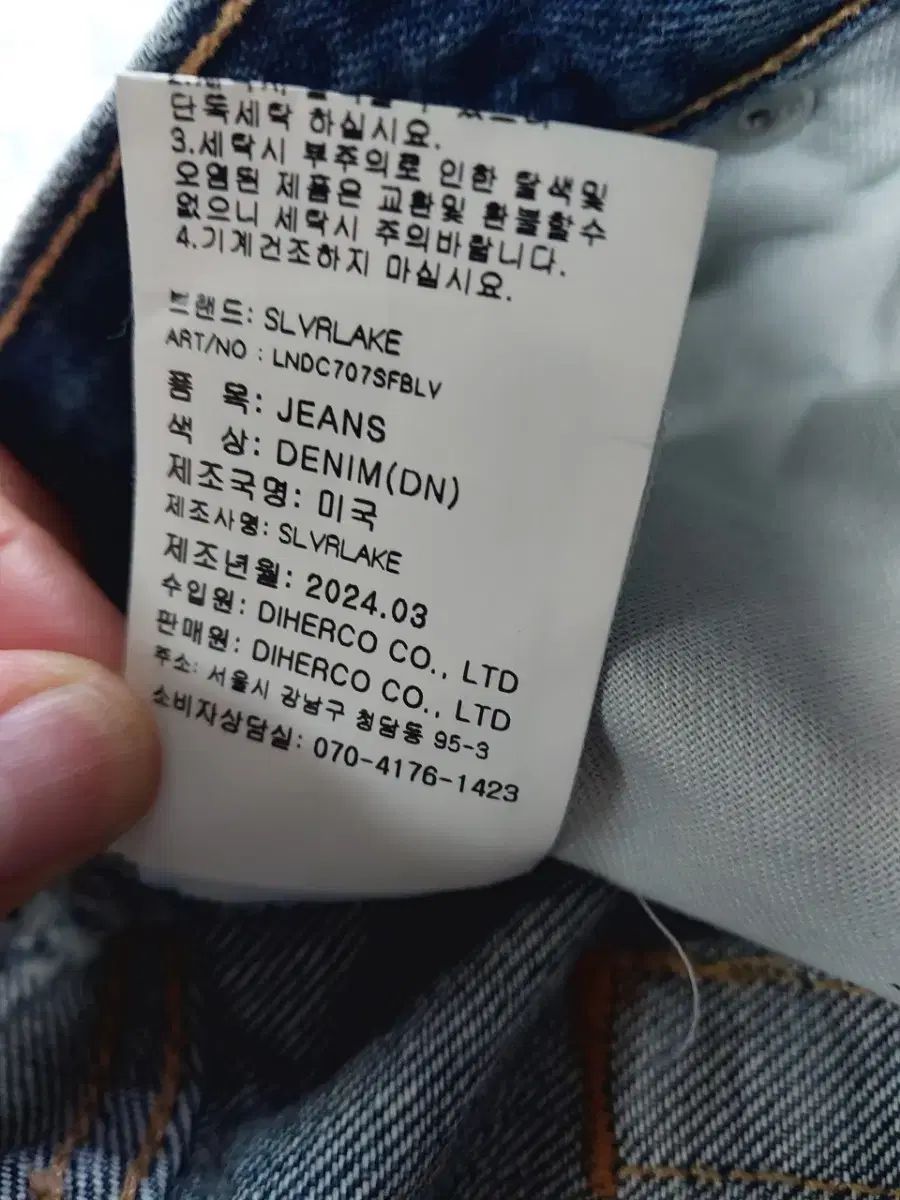 단독세탁 하십시요.
3.세탁시 부주의로 인한 탈색및
오염된 제품은 교환및 환불할수
없으니 세탁시 주의바랍니다.
4.기계건조하지 마십시요.
브랜드: SLVRLAKE
ART/NO : LNDC707SFBLV
품 목: JEANS
색 상: DENIM(DN)
제조국명: 미국
제조사명: SLVRLAKE
제조년월: 2024.03
수입원: DIHERCO CO., LTD
판매원: DIHERCO CO., LTD
주소: 서울시 강남구 청담동 95-3
소비자상담실: 070-4176-1423